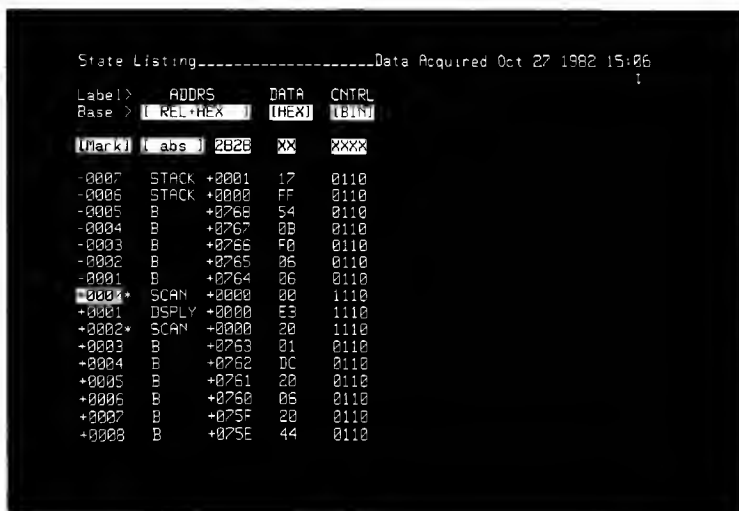 State Listing_____________________Data Acquired Oct 27 1982 15:06
Label> ADDRS DATA CNTRL
Base > [ REL+HEX ] [HEX] [BIN]
[Mark] [ abs ] 2B2B XX XXXX
-0007 STACK +0001 17 0110
-0006 STACK +0000 FF 0110
-0005 B +0768 54 0110
-0004 B +0767 0B 0110
-0003 B +0766 F0 0110
-0002 B +0765 06 0110
-0001 B +0764 06 0110
SCAN +0000 00 1110
+0001 DSPLY +0000 E3 1110
+0002* SCAN +0000 20 1110
+0003 B +0763 01 0110
+0004 B +0762 DC 0110
+0005 B +0761 20 0110
+0006 B +0760 06 0110
+0007 B +075F 20 0110
+0008 B +075E 44 0110